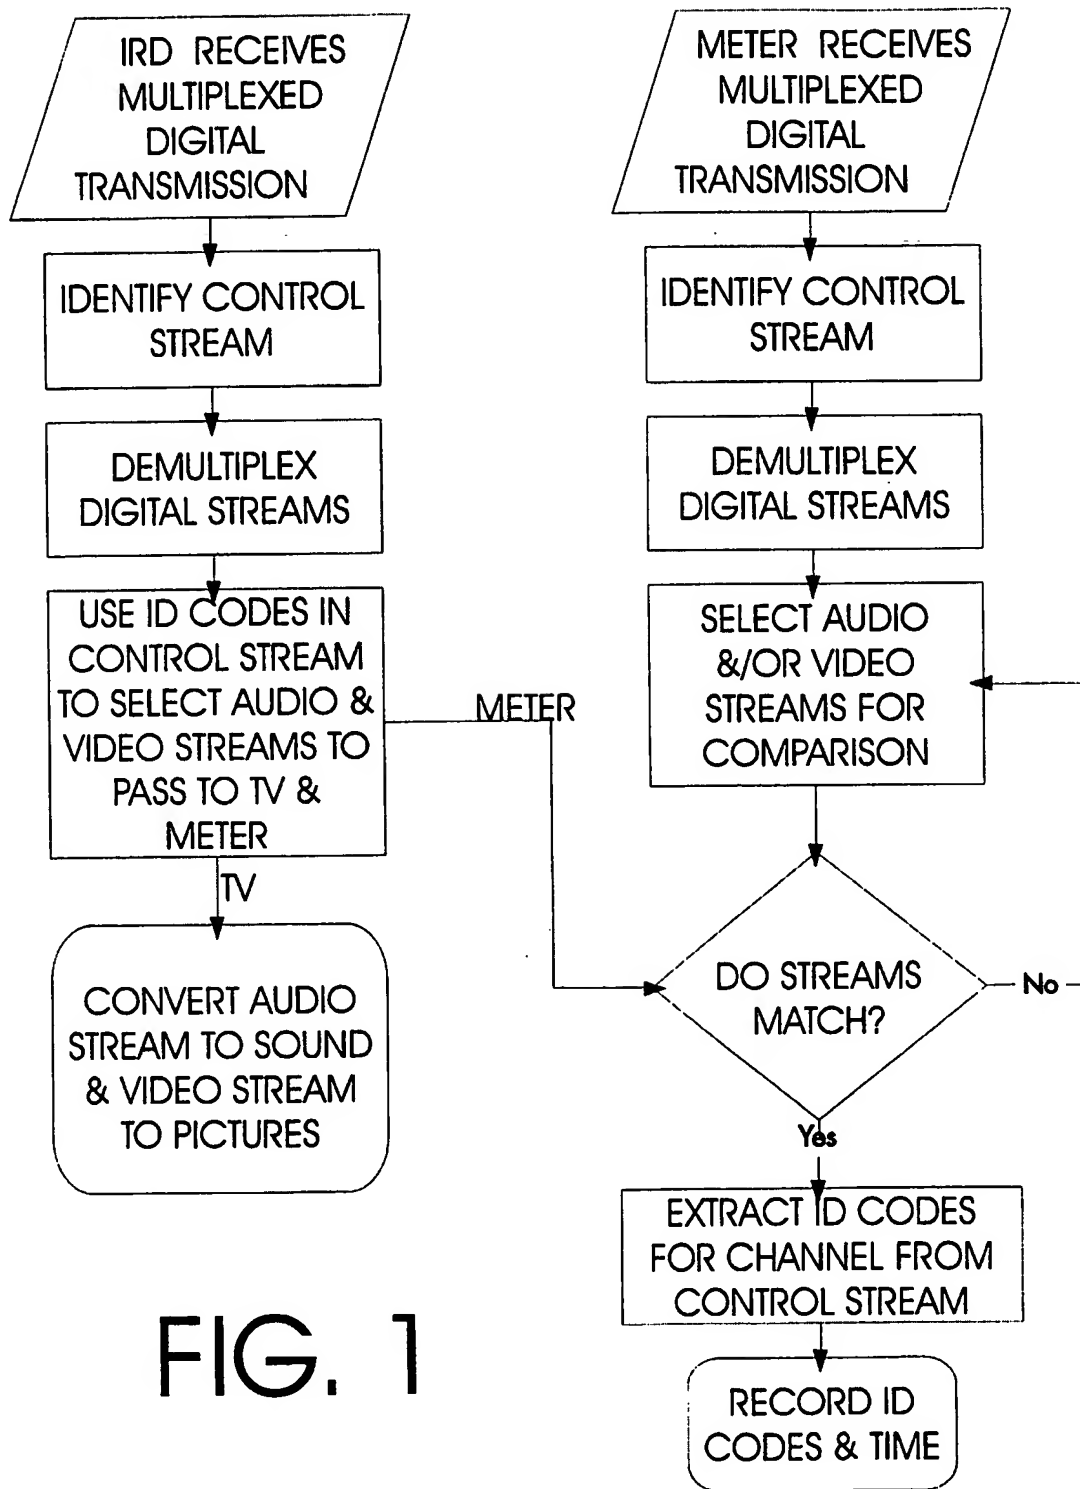 IRD RECEIVES
MULTIPLEXED
DIGITAL
TRANSMISSION
IDENTIFY CONTROL
STREAM
DEMULTIPLEX
DIGITAL STREAMS
USE ID CODES IN
CONTROL STREAM
TO SELECT AUDIO &
VIDEO STREAMS TO
PASS TO TV &
METER
TV
CONVERT AUDIO
STREAM TO SOUND
& VIDEO STREAM
TO PICTURES
METER
METER RECEIVES
MULTIPLEXED
DIGITAL
TRANSMISSION
IDENTIFY CONTROL
STREAM
DEMULTIPLEX
DIGITAL STREAMS
SELECT AUDIO
&/OR VIDEO
STREAMS FOR
COMPARISON
DO STREAMS
MATCH?
No
Yes
EXTRACT ID CODES
FOR CHANNEL FROM
CONTROL STREAM
RECORD ID
CODES & TIME
FIG. 1